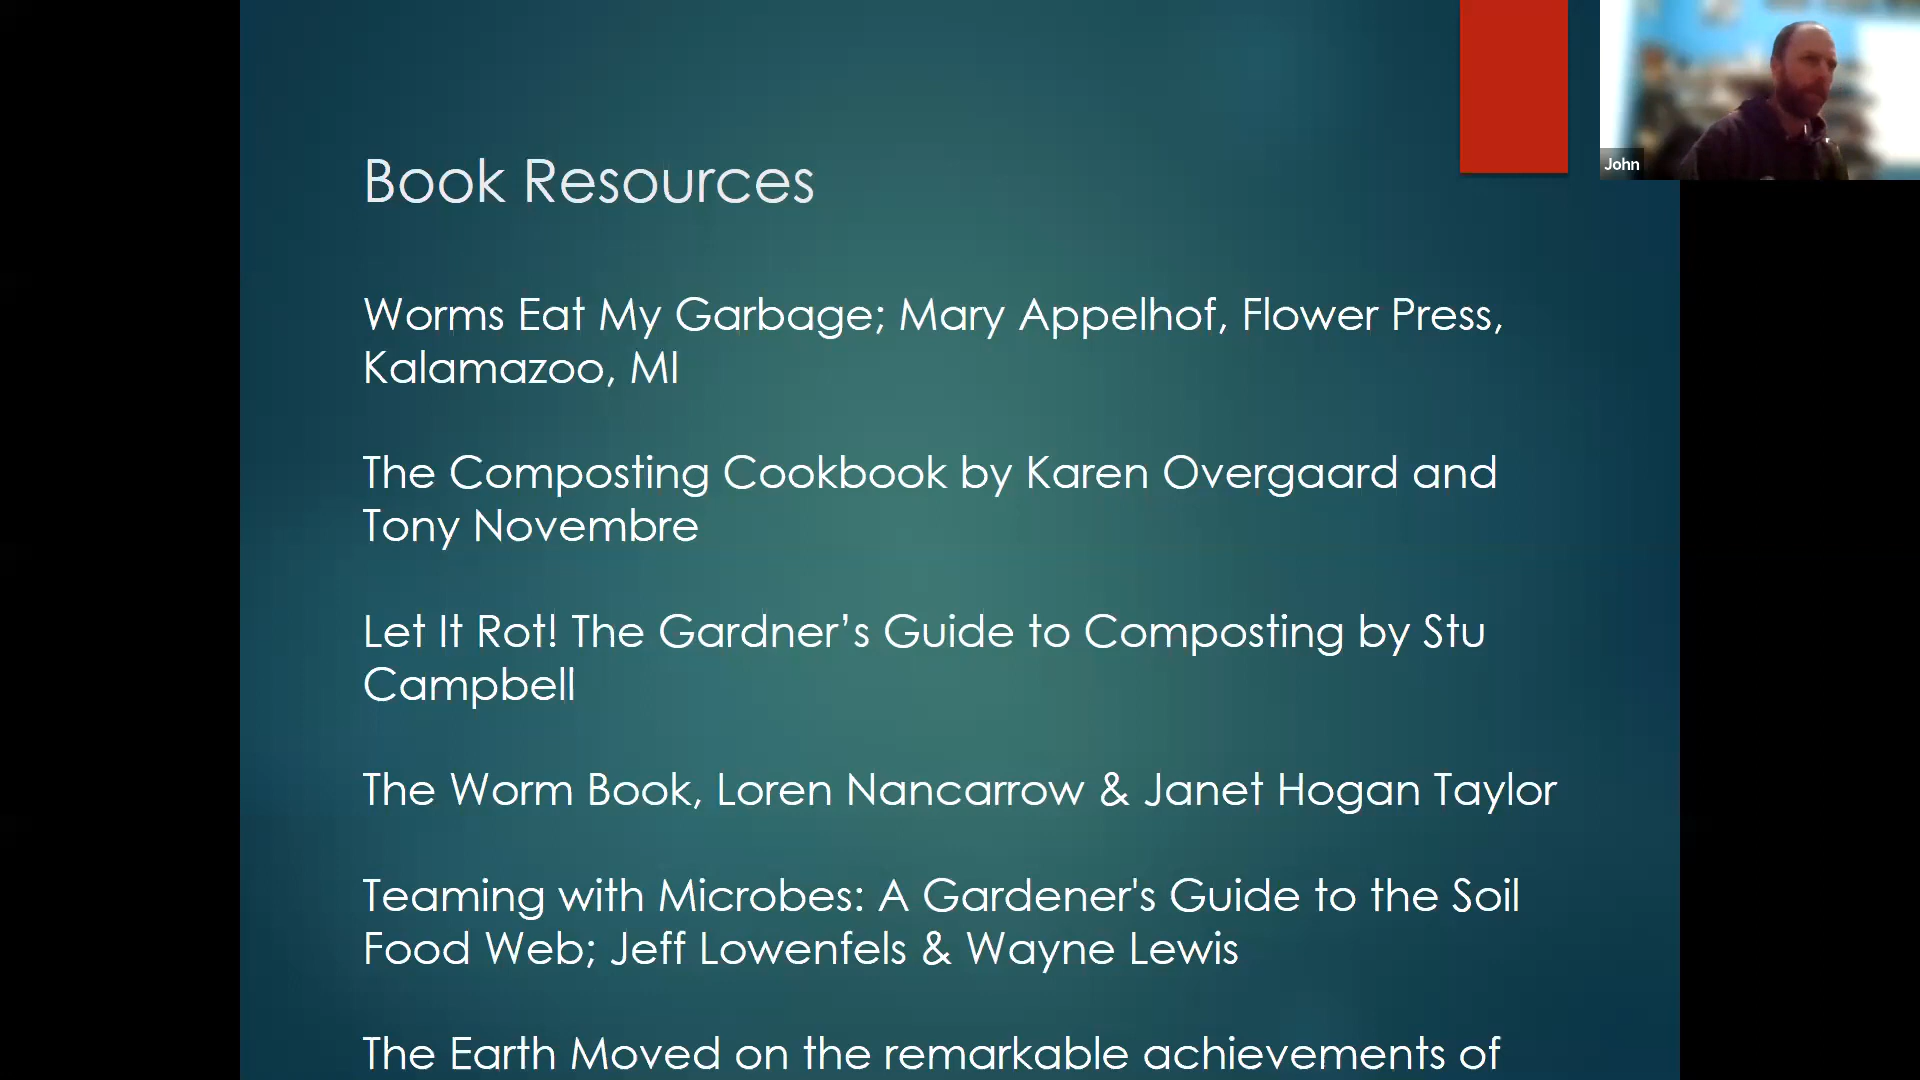 Book Resources
Worms Eat My Garbage; Mary Appelhof, Flower Press,
Kalamazoo, MI
The Composting Cookbook by Karen Overgaard and
Tony Novembre
Let It Rot! The Gardner’s Guide to Composting by Stu
Campbell
The Worm Book, Loren Nancarrow & Janet Hogan Taylor
Teaming with Microbes: A Gardener's Guide to the Soil
Food Web; Jeff Lowenfels & Wayne Lewis
The Earth Moved on the remarkable achievements of
John